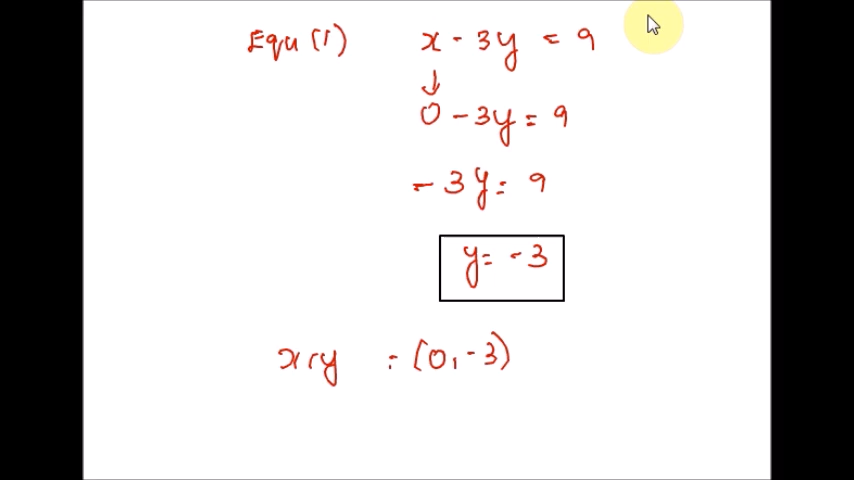 Equ (1) x - 3y = 9
↓
0 - 3y = 9
- 3y = 9
y = - 3
x, y = (0, - 3)